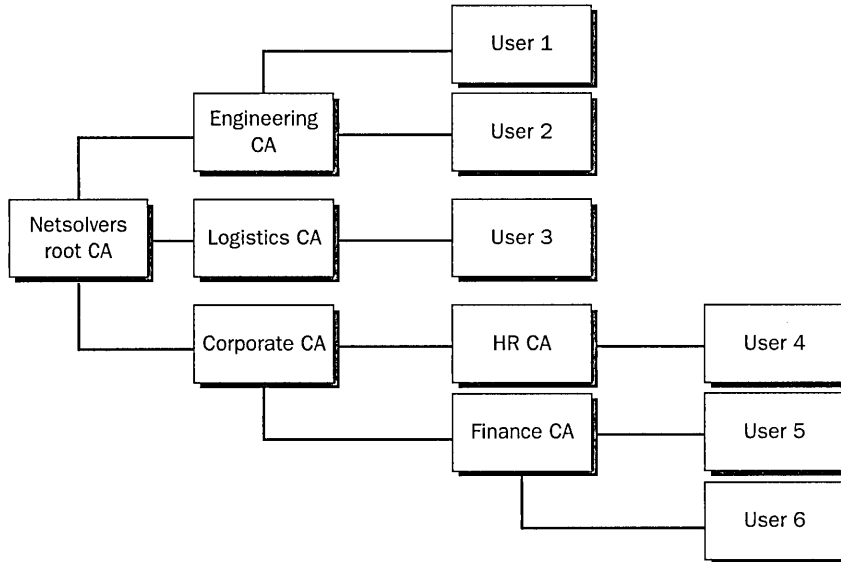 User 1
Engineering
CA
User 2
Netsolvers
root CA
Logistics CA
User 3
Corporate CA
HR CA
User 4
Finance CA
User 5
User 6